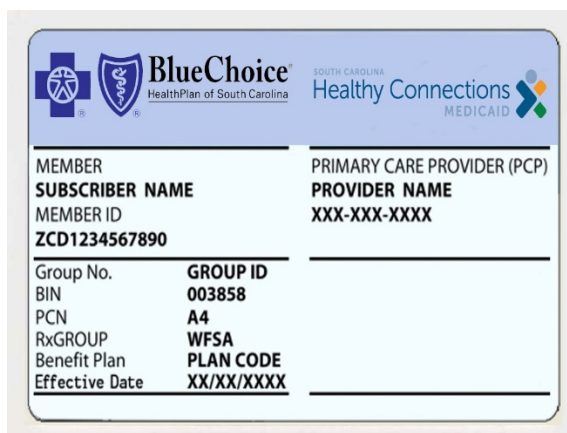 BlueChoice®
HealthPlan of South Carolina
SOUTH CAROLINA
Healthy Connections
MEDICAID
MEMBER
SUBSCRIBER NAME
MEMBER ID
ZCD1234567890
PRIMARY CARE PROVIDER (PCP)
PROVIDER NAME
XXX-XXX-XXXX
Group No. GROUP ID
BIN 003858
PCN A4
RxGROUP WFSA
Benefit Plan PLAN CODE
Effective Date XX/XX/XXXX